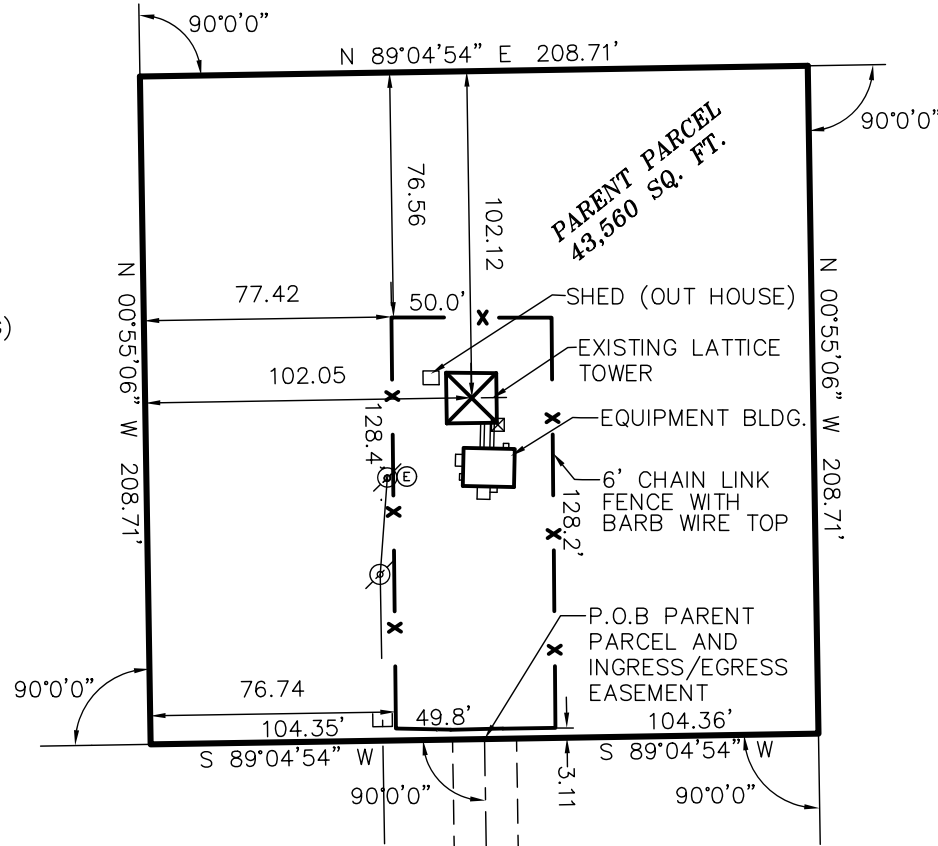 90°0'0"
N 89°04'54" E 208.71'
90°0'0"
PARENT PARCEL
43,560 SQ. FT.
76.56
102.12
N 00°55'06" W 208.71'
N 00°55'06" W 208.71'
77.42
50.0'
SHED (OUT HOUSE)
EXISTING LATTICE
TOWER
102.05
128.4'
EQUIPMENT BLDG.
E
6' CHAIN LINK
FENCE WITH
BARB WIRE TOP
128.2'
P.O.B PARENT
PARCEL AND
INGRESS/EGRESS
EASEMENT
90°0'0"
76.74
104.35'
49.8'
104.36'
S 89°04'54" W
S 89°04'54" W
3.11
90°0'0"
90°0'0"